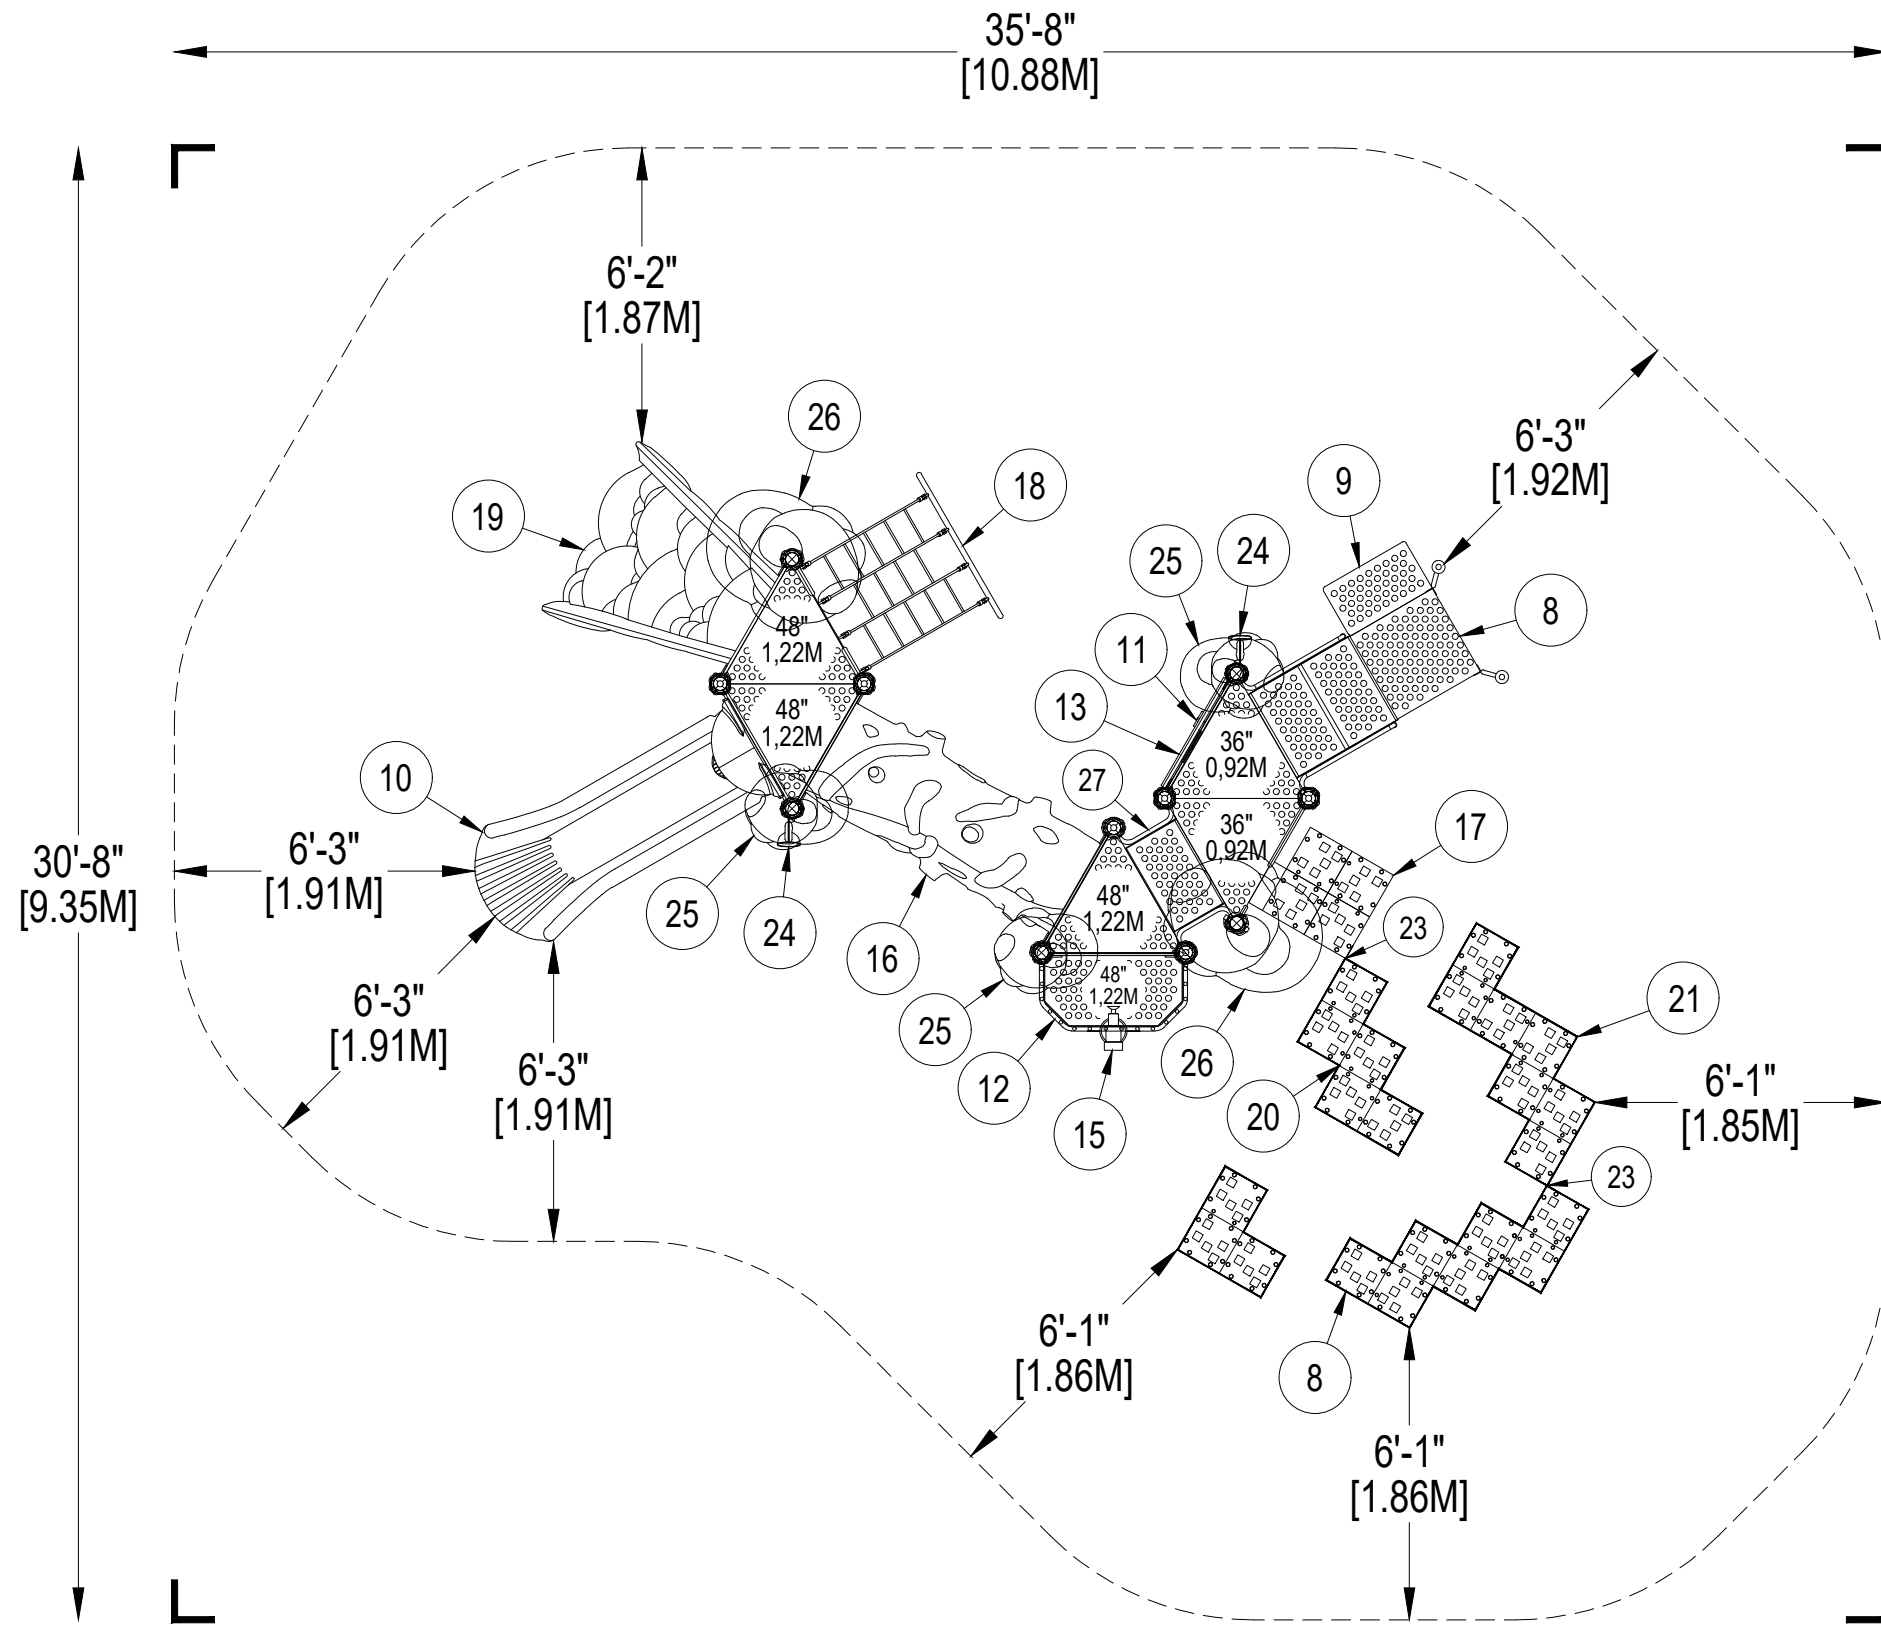 35'-8"
[10.88M]
6'-2"
[1.87M]
26
6'-3"
[1.92M]
9
18
19
24
25
8
48"
1,22M
11
13
48"
1,22M
36"
0,92M
10
27
17
36"
0,92M
30'-8"
[9.35M]
6'-3"
[1.91M]
48"
1,22M
25
24
16
23
48"
1,22M
21
6'-3"
[1.91M]
25
26
12
6'-3"
[1.91M]
20
15
6'-1"
[1.85M]
23
6'-1"
[1.86M]
8
6'-1"
[1.86M]